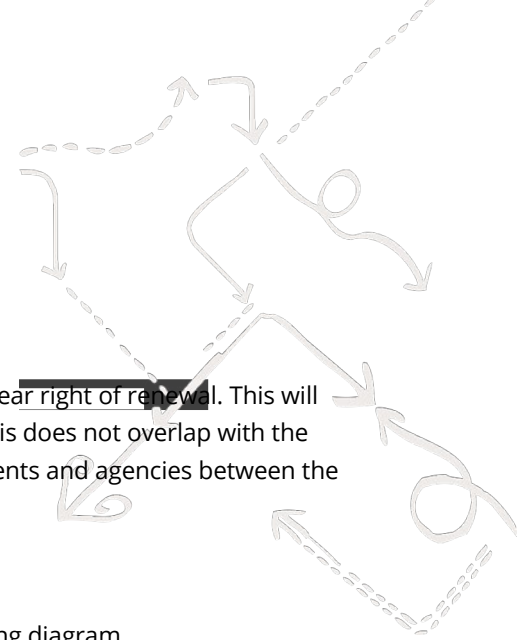 ear right of renewal. This will
is does not overlap with the
ents and agencies between the
ng diagram